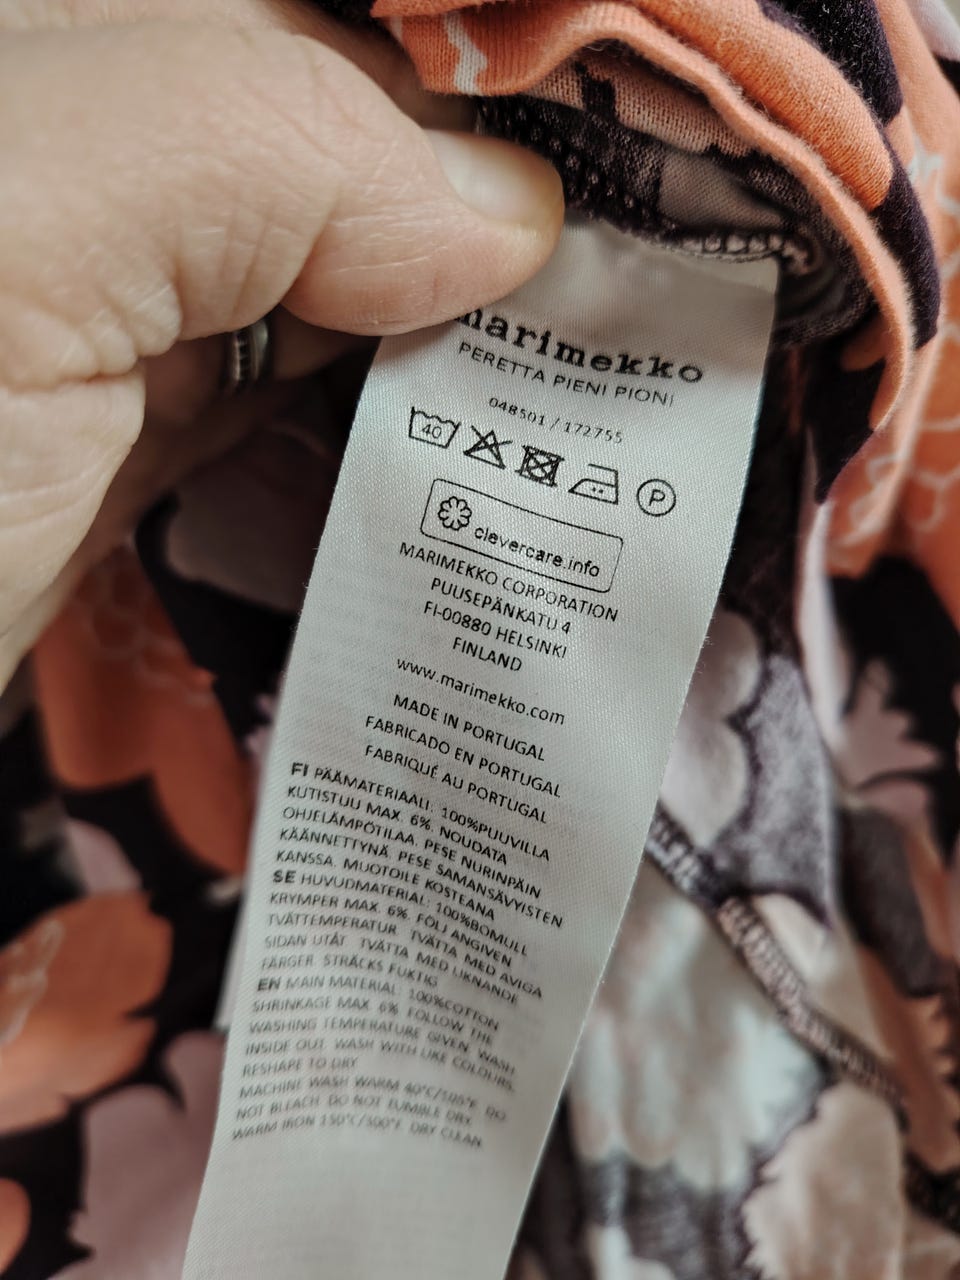 marimekko
PERETTA PIENI PIONI
048501 / 172755
40 P
clevercare.info
MARIMEKKO CORPORATION
PUUSEPÄNKATU 4
FI-00880 HELSINKI
FINLAND
www.marimekko.com
MADE IN PORTUGAL
FABRICADO EN PORTUGAL
FABRIQUÉ AU PORTUGAL
FI PÄÄMATERIAALI: 100%PUUVILLA
KUTISTUU MAX. 6%. NOUDATA
OHJELÄMPÖTILAA. PESE NURINPÄIN
KÄÄNNETTYNÄ. PESE SAMANSÄVYISTEN
KANSSA. MUOTOILE KOSTEANA
SE HUVUDMATERIAL: 100%BOMULL
KRYMPER MAX. 6%. FÖLJ ANGIVEN
TVÄTTEMPERATUR. TVÄTTA MED AVIGA
SIDAN UTÅT. TVÄTTA MED LIKNANDE
FÄRGER. STRÄCKS FUKTIG
EN MAIN MATERIAL: 100%COTTON
SHRINKAGE MAX. 6% FOLLOW THE
WASHING TEMPERATURE GIVEN. WASH
INSIDE OUT. WASH WITH LIKE COLOURS.
RESHAPE TO DRY
MACHINE WASH WARM 40°C/105°F. DO
NOT BLEACH. DO NOT TUMBLE DRY.
WARM IRON 150°C/300°F. DRY CLEAN.